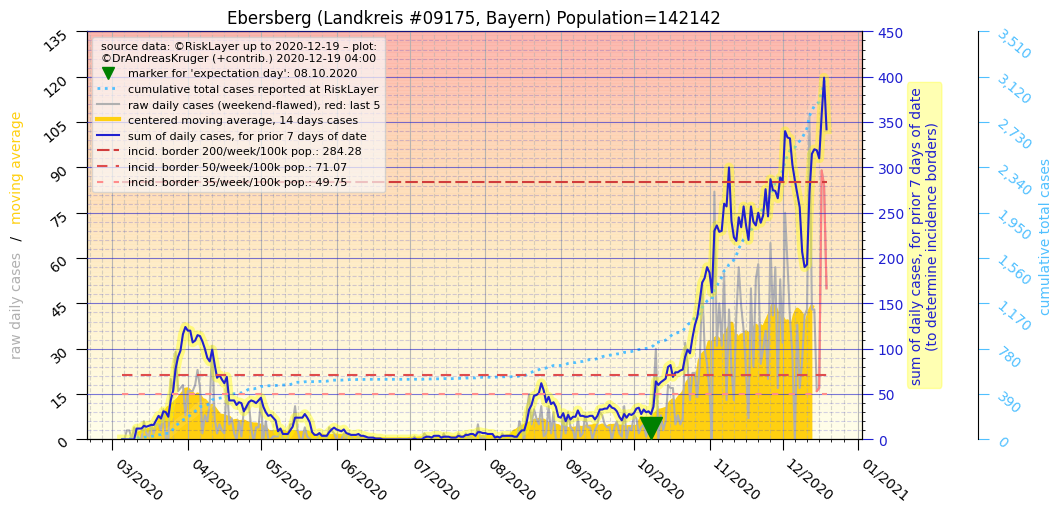 Ebersberg (Landkreis #09175, Bayern) Population=142142
source data: ©RiskLayer up to 2020-12-19 – plot:
©DrAndreasKruger (+contrib.) 2020-12-19 04:00
marker for 'expectation day': 08.10.2020
cumulative total cases reported at RiskLayer
raw daily cases (weekend-flawed), red: last 5
centered moving average, 14 days cases
sum of daily cases, for prior 7 days of date
incid. border 200/week/100k pop.: 284.28
incid. border 50/week/100k pop.: 71.07
incid. border 35/week/100k pop.: 49.75
raw daily cases / moving average
135
120
105
90
75
60
45
30
15
0
03/2020
04/2020
05/2020
06/2020
07/2020
08/2020
09/2020
10/2020
11/2020
12/2020
01/2021
450
400
350
300
250
200
150
100
50
0
sum of daily cases, for prior 7 days of date
(to determine incidence borders)
3,510
3,120
2,730
2,340
1,950
1,560
1,170
780
390
0
cumulative total cases